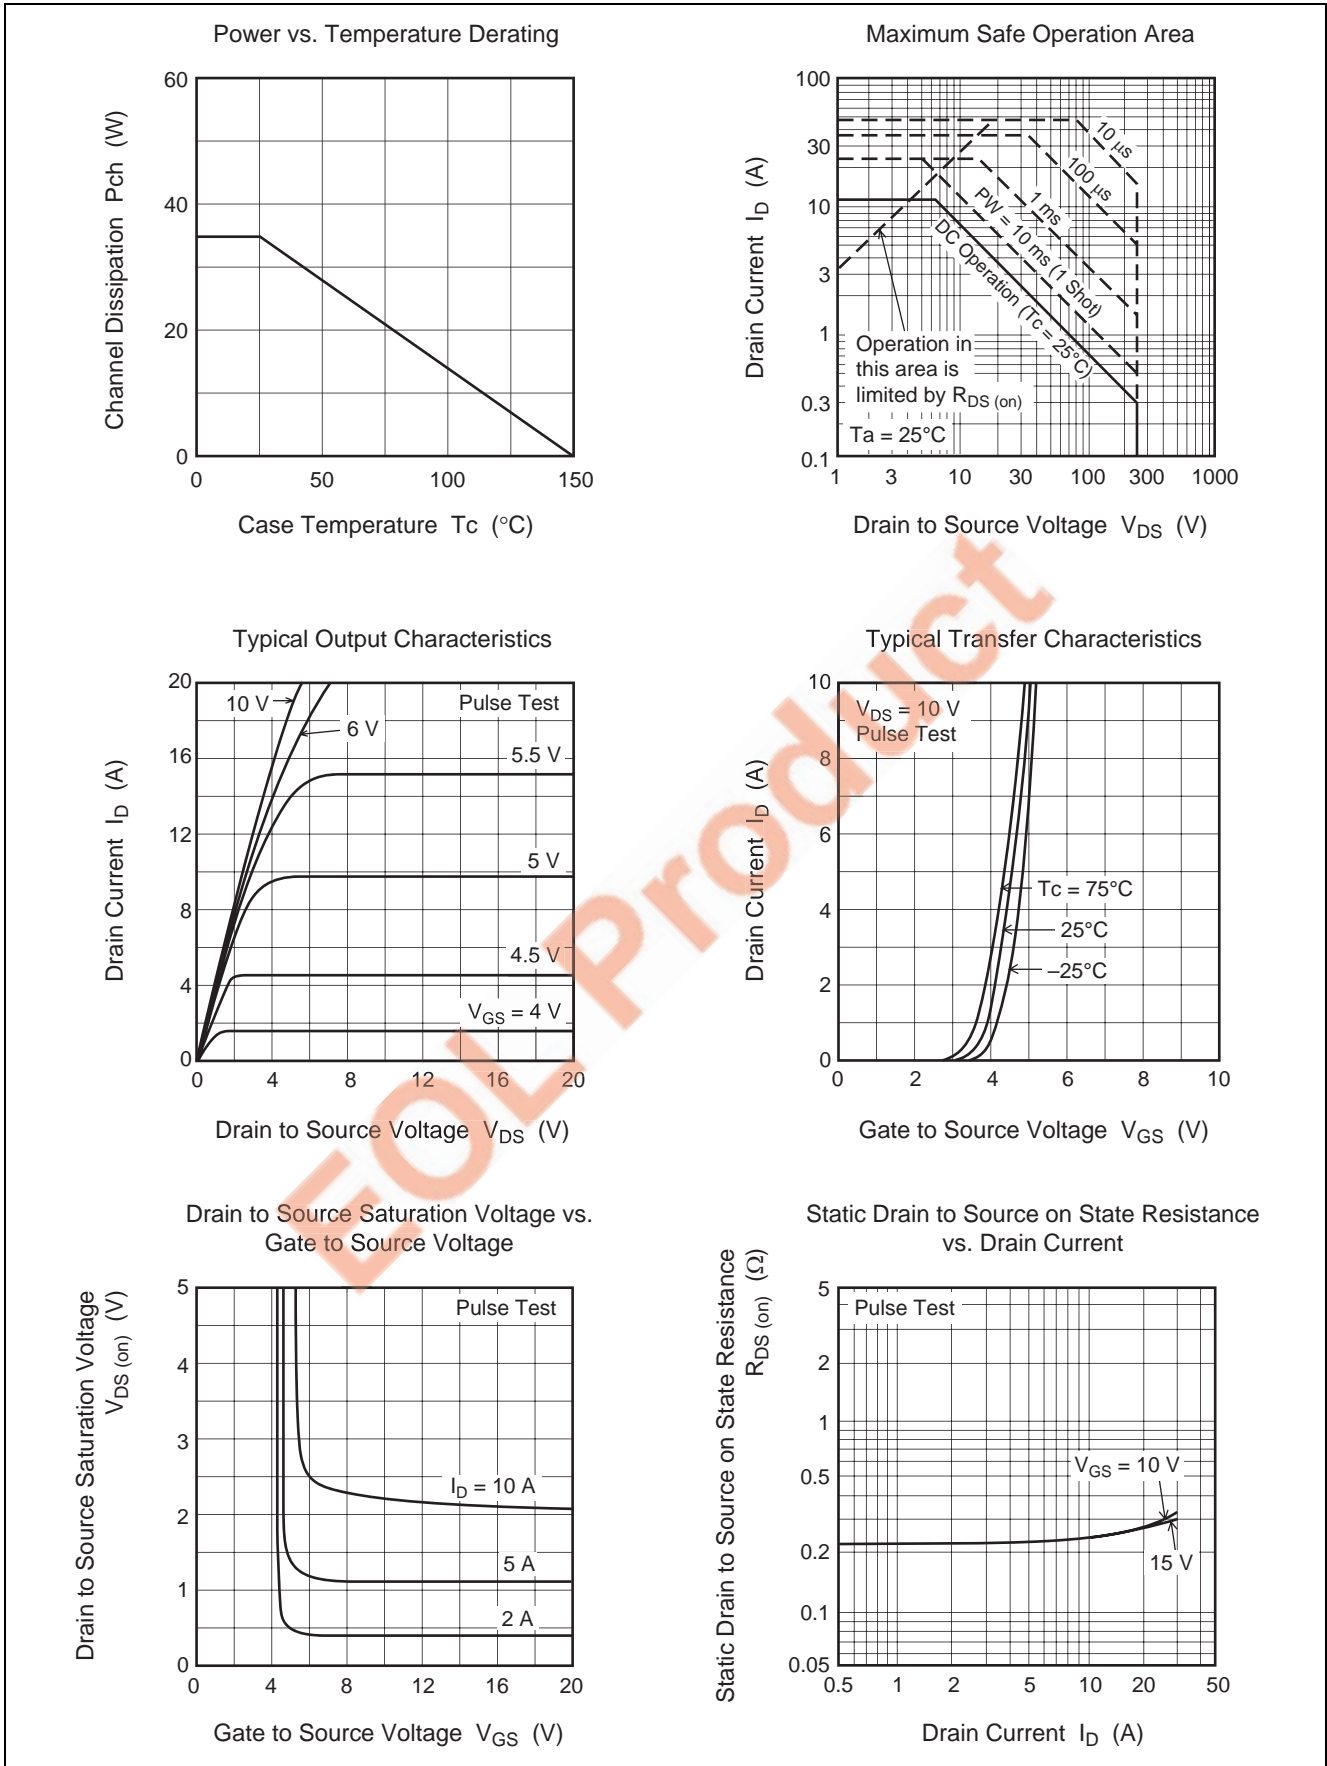 Power vs. Temperature Derating
60
40
20
0
0 50 100 150
Channel Dissipation Pch (W)
Case Temperature Tc (°C)
Maximum Safe Operation Area
100
30
10
3
1
0.3
0.1
1 3 10 30 100 300 1000
Drain Current ID (A)
10 μs
100 μs
1 ms
PW = 10 ms (1 Shot)
DC Operation (Tc = 25°C)
Operation in
this area is
limited by RDS (on)
Ta = 25°C
Drain to Source Voltage VDS (V)
Typical Output Characteristics
20
16
12
8
4
0
0 4 8 12 16 20
Drain Current ID (A)
10 V
6 V
Pulse Test
5.5 V
5 V
4.5 V
VGS = 4 V
Drain to Source Voltage VDS (V)
Typical Transfer Characteristics
10
8
6
4
2
0
0 2 4 6 8 10
Drain Current ID (A)
VDS = 10 V
Pulse Test
Tc = 75°C
25°C
–25°C
Gate to Source Voltage VGS (V)
Drain to Source Saturation Voltage vs.
Gate to Source Voltage
5
4
3
2
1
0
0 4 8 12 16 20
Drain to Source Saturation Voltage
VDS (on) (V)
Pulse Test
ID = 10 A
5 A
2 A
Gate to Source Voltage VGS (V)
Static Drain to Source on State Resistance
vs. Drain Current
5
2
1
0.5
0.2
0.1
0.05
0.5 1 2 5 10 20 50
Static Drain to Source on State Resistance
RDS (on) (Ω)
Pulse Test
VGS = 10 V
15 V
Drain Current ID (A)
EOL Product